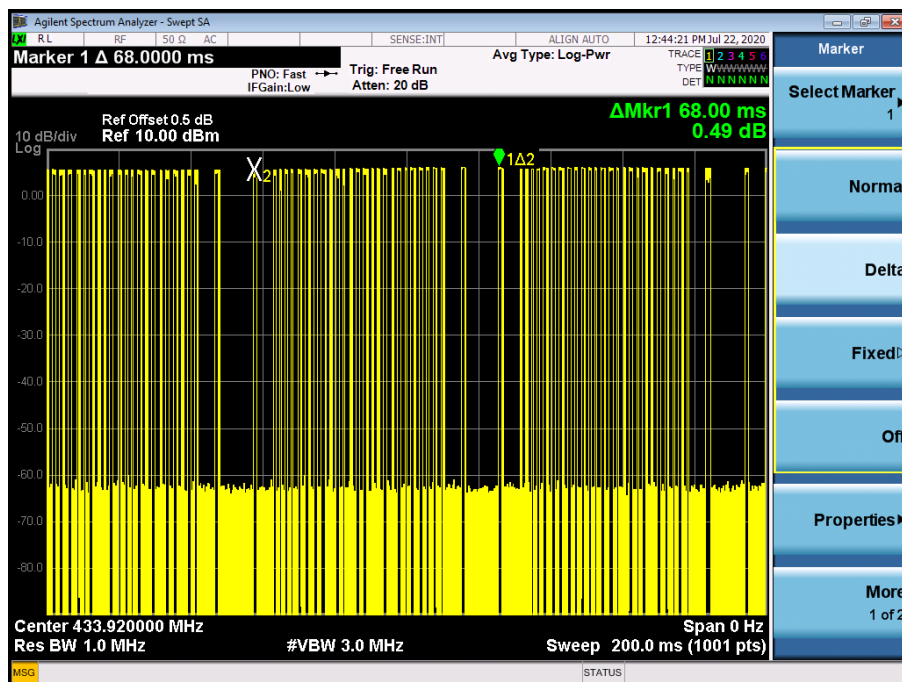 Agilent Spectrum Analyzer - Swept SA
LXI RL RF 50 Ω AC SENSE:INT ALIGN AUTO 12:44:21 PM Jul 22, 2020
Marker 1 Δ 68.0000 ms
PNO: Fast
IFGain:Low
Trig: Free Run
Atten: 20 dB
Avg Type: Log-Pwr
TRACE 1 2 3 4 5 6
TYPE WWWWWW
DET N N N N N N
ΔMkr1 68.00 ms
0.49 dB
Ref Offset 0.5 dB
Ref 10.00 dBm
10 dB/div
Log
1Δ2
X2
0.00
-10.0
-20.0
-30.0
-40.0
-50.0
-60.0
-70.0
-80.0
Center 433.920000 MHz
Span 0 Hz
Res BW 1.0 MHz
#VBW 3.0 MHz
Sweep 200.0 ms (1001 pts)
MSG
STATUS
Marker
Select Marker
1
Norma
Delta
Fixed
Off
Properties
More
1 of 2